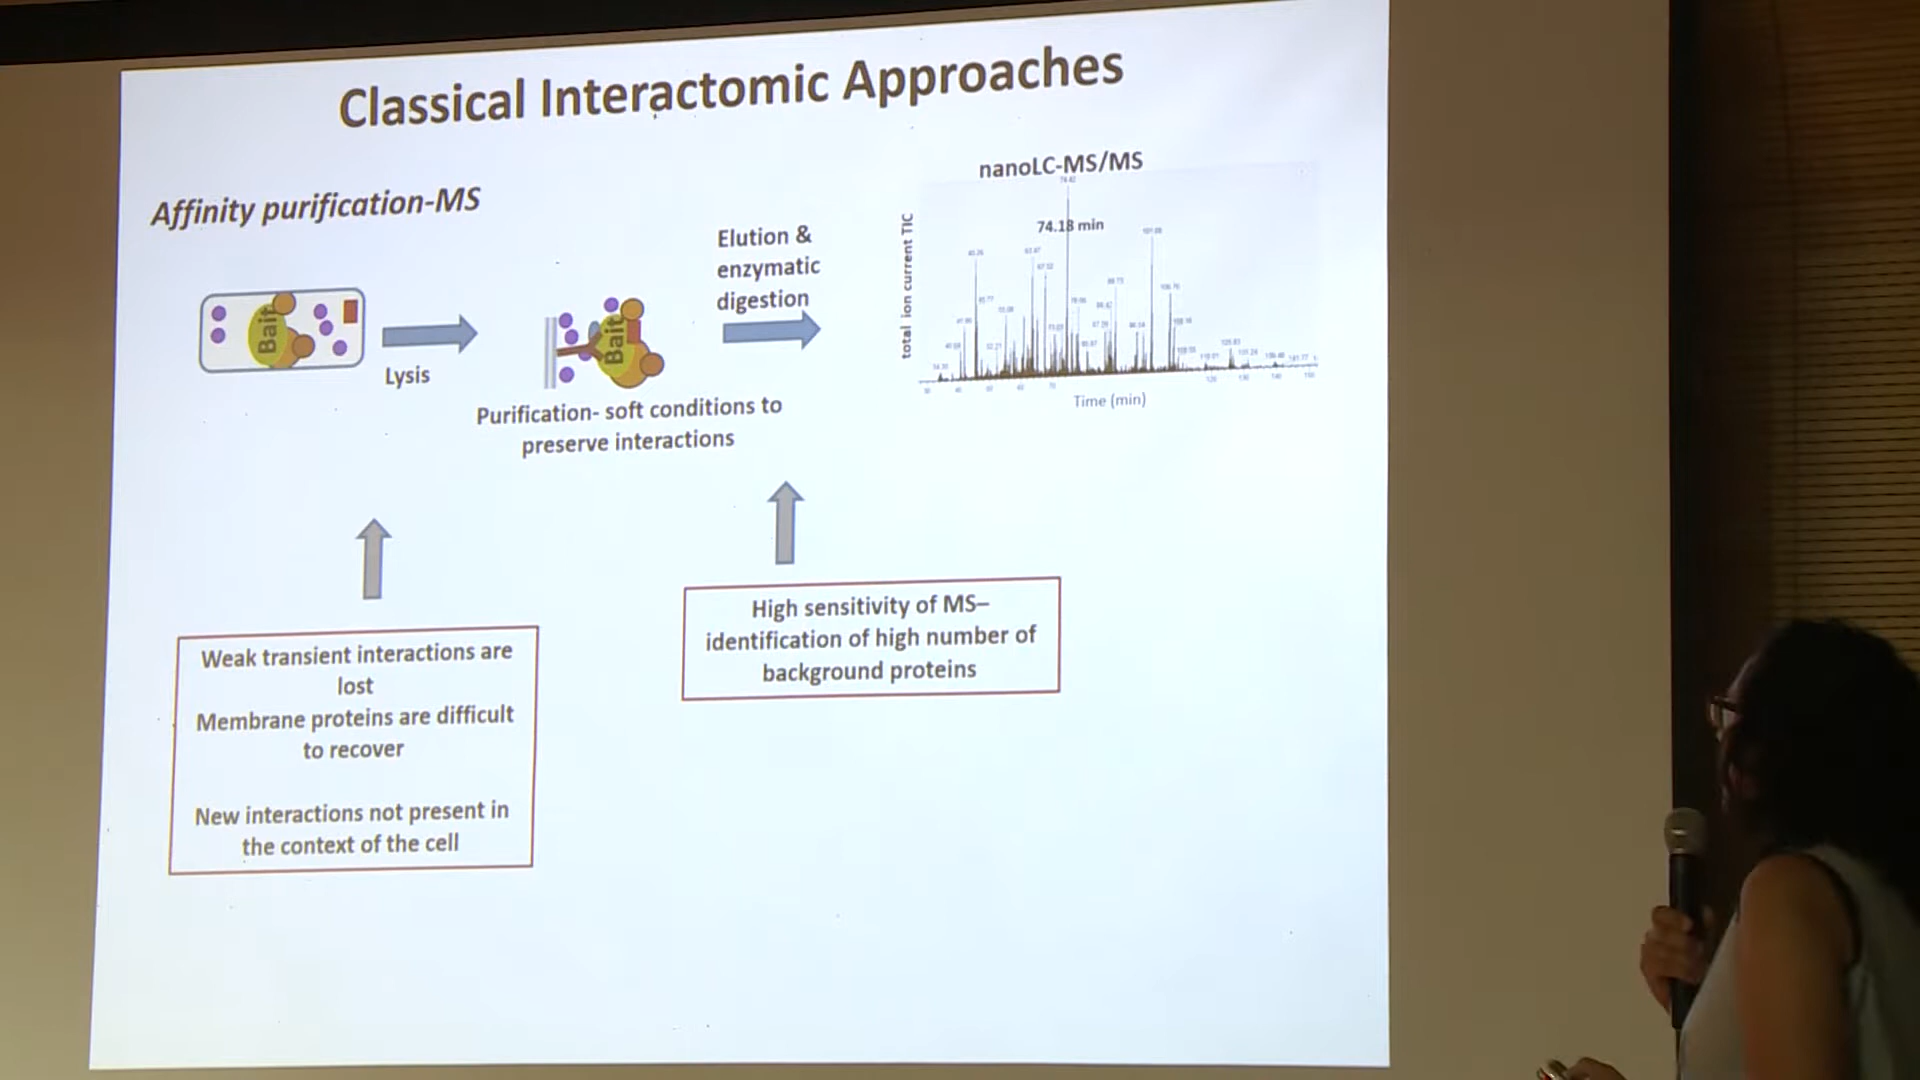 Classical Interactomic Approaches
Affinity purification-MS
Bait
Lysis
Bait
Purification- soft conditions to
preserve interactions
Elution &
enzymatic
digestion
nanoLC-MS/MS
74.18 min
total ion current TIC
Time (min)
Weak transient interactions are
lost
Membrane proteins are difficult
to recover
New interactions not present in
the context of the cell
High sensitivity of MS–
identification of high number of
background proteins